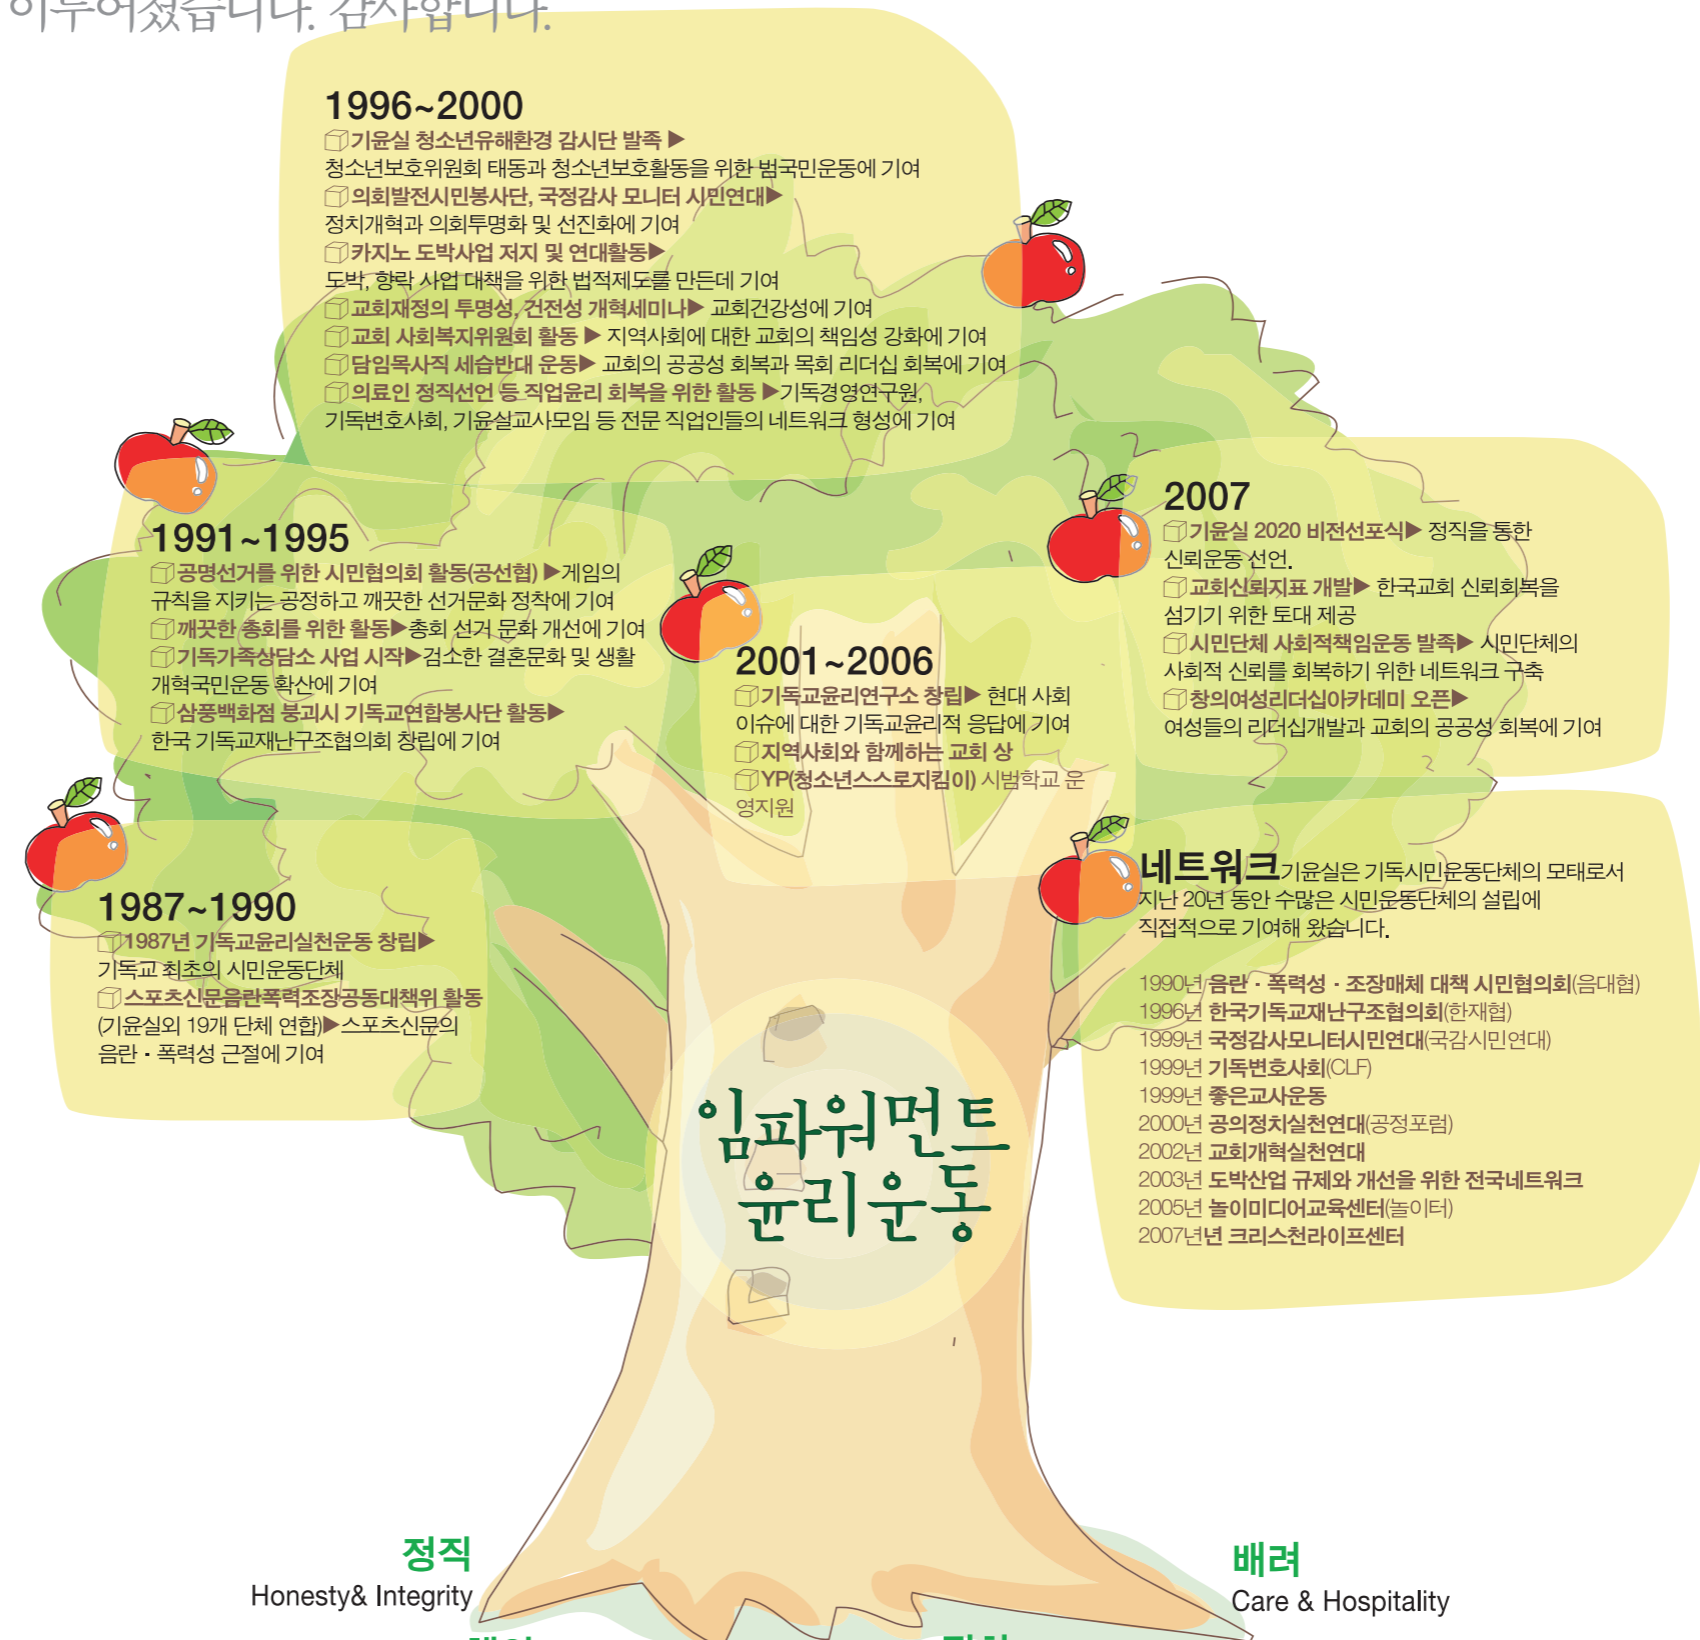 이루어졌습니다. 감사합니다.
1996~2000
기윤실 청소년유해환경 감시단 발족 ▶
청소년보호위원회 태동과 청소년보호활동을 위한 범국민운동에 기여
의회발전시민봉사단, 국정감사 모니터 시민연대▶
정치개혁과 의회투명화 및 선진화에 기여
카지노 도박사업 저지 및 연대활동▶
도박, 향락 사업 대책을 위한 법적제도를 만든데 기여
교회재정의 투명성, 건전성 개혁세미나▶ 교회건강성에 기여
교회 사회복지위원회 활동 ▶ 지역사회에 대한 교회의 책임성 강화에 기여
담임목사직 세습반대 운동▶ 교회의 공공성 회복과 목회 리더십 회복에 기여
의료인 정직선언 등 직업윤리 회복을 위한 활동 ▶기독경영연구원,
기독변호사회, 기윤실교사모임 등 전문 직업인들의 네트워크 형성에 기여
1991~1995
공명선거를 위한 시민협의회 활동(공선협) ▶게임의
규칙을 지키는 공정하고 깨끗한 선거문화 정착에 기여
깨끗한 총회를 위한 활동▶총회 선거 문화 개선에 기여
기독가족상담소 사업 시작▶검소한 결혼문화 및 생활
개혁국민운동 확산에 기여
삼풍백화점 붕괴시 기독교연합봉사단 활동▶
한국 기독교재난구조협의회 창립에 기여
1987~1990
1987년 기독교윤리실천운동 창립▶
기독교 최초의 시민운동단체
스포츠신문음란폭력조장공동대책위 활동
(기윤실외 19개 단체 연합)▶스포츠신문의
음란·폭력성 근절에 기여
2001~2006
기독교윤리연구소 창립▶ 현대 사회
이슈에 대한 기독교윤리적 응답에 기여
지역사회와 함께하는 교회 상
YP(청소년스스로지킴이) 시범학교 운
영지원
2007
기윤실 2020 비전선포식▶ 정직을 통한
신뢰운동 선언.
교회신뢰지표 개발▶ 한국교회 신뢰회복을
섬기기 위한 토대 제공
시민단체 사회적책임운동 발족▶ 시민단체의
사회적 신뢰를 회복하기 위한 네트워크 구축
창의여성리더십아카데미 오픈▶
여성들의 리더십개발과 교회의 공공성 회복에 기여
네트워크 기윤실은 기독시민운동단체의 모태로서
지난 20년 동안 수많은 시민운동단체의 설립에
직접적으로 기여해 왔습니다.
1990년 음란·폭력성·조장매체 대책 시민협의회(음대협)
1996년 한국기독교재난구조협의회(한재협)
1999년 국정감사모니터시민연대(국감시민연대)
1999년 기독변호사회(CLF)
1999년 좋은교사운동
2000년 공의정치실천연대(공정포럼)
2002년 교회개혁실천연대
2003년 도박산업 규제와 개선을 위한 전국네트워크
2005년 놀이미디어교육센터(놀이터)
2007년년 크리스천라이프센터
임파워먼트
윤리운동
정직
Honesty& Integrity
배려
Care & Hospitality